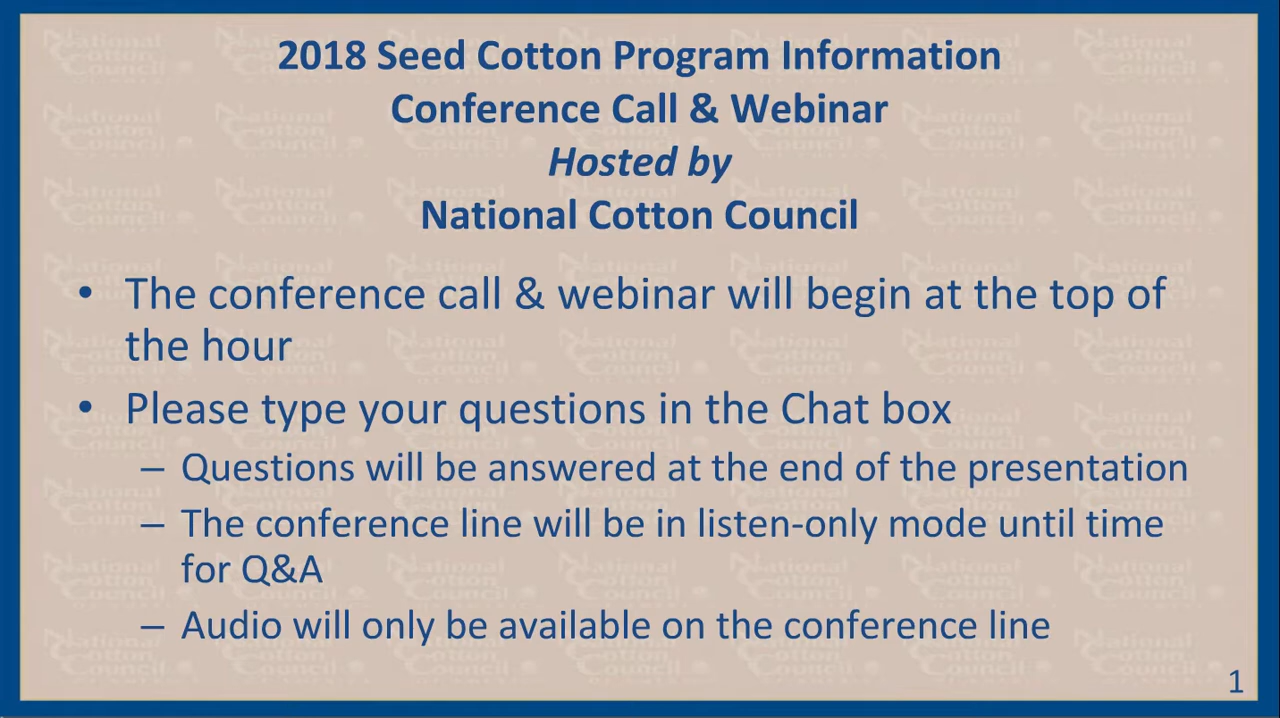 2018 Seed Cotton Program Information
Conference Call & Webinar
Hosted by
National Cotton Council
• The conference call & webinar will begin at the top of
the hour
• Please type your questions in the Chat box
– Questions will be answered at the end of the presentation
– The conference line will be in listen-only mode until time
for Q&A
– Audio will only be available on the conference line
1